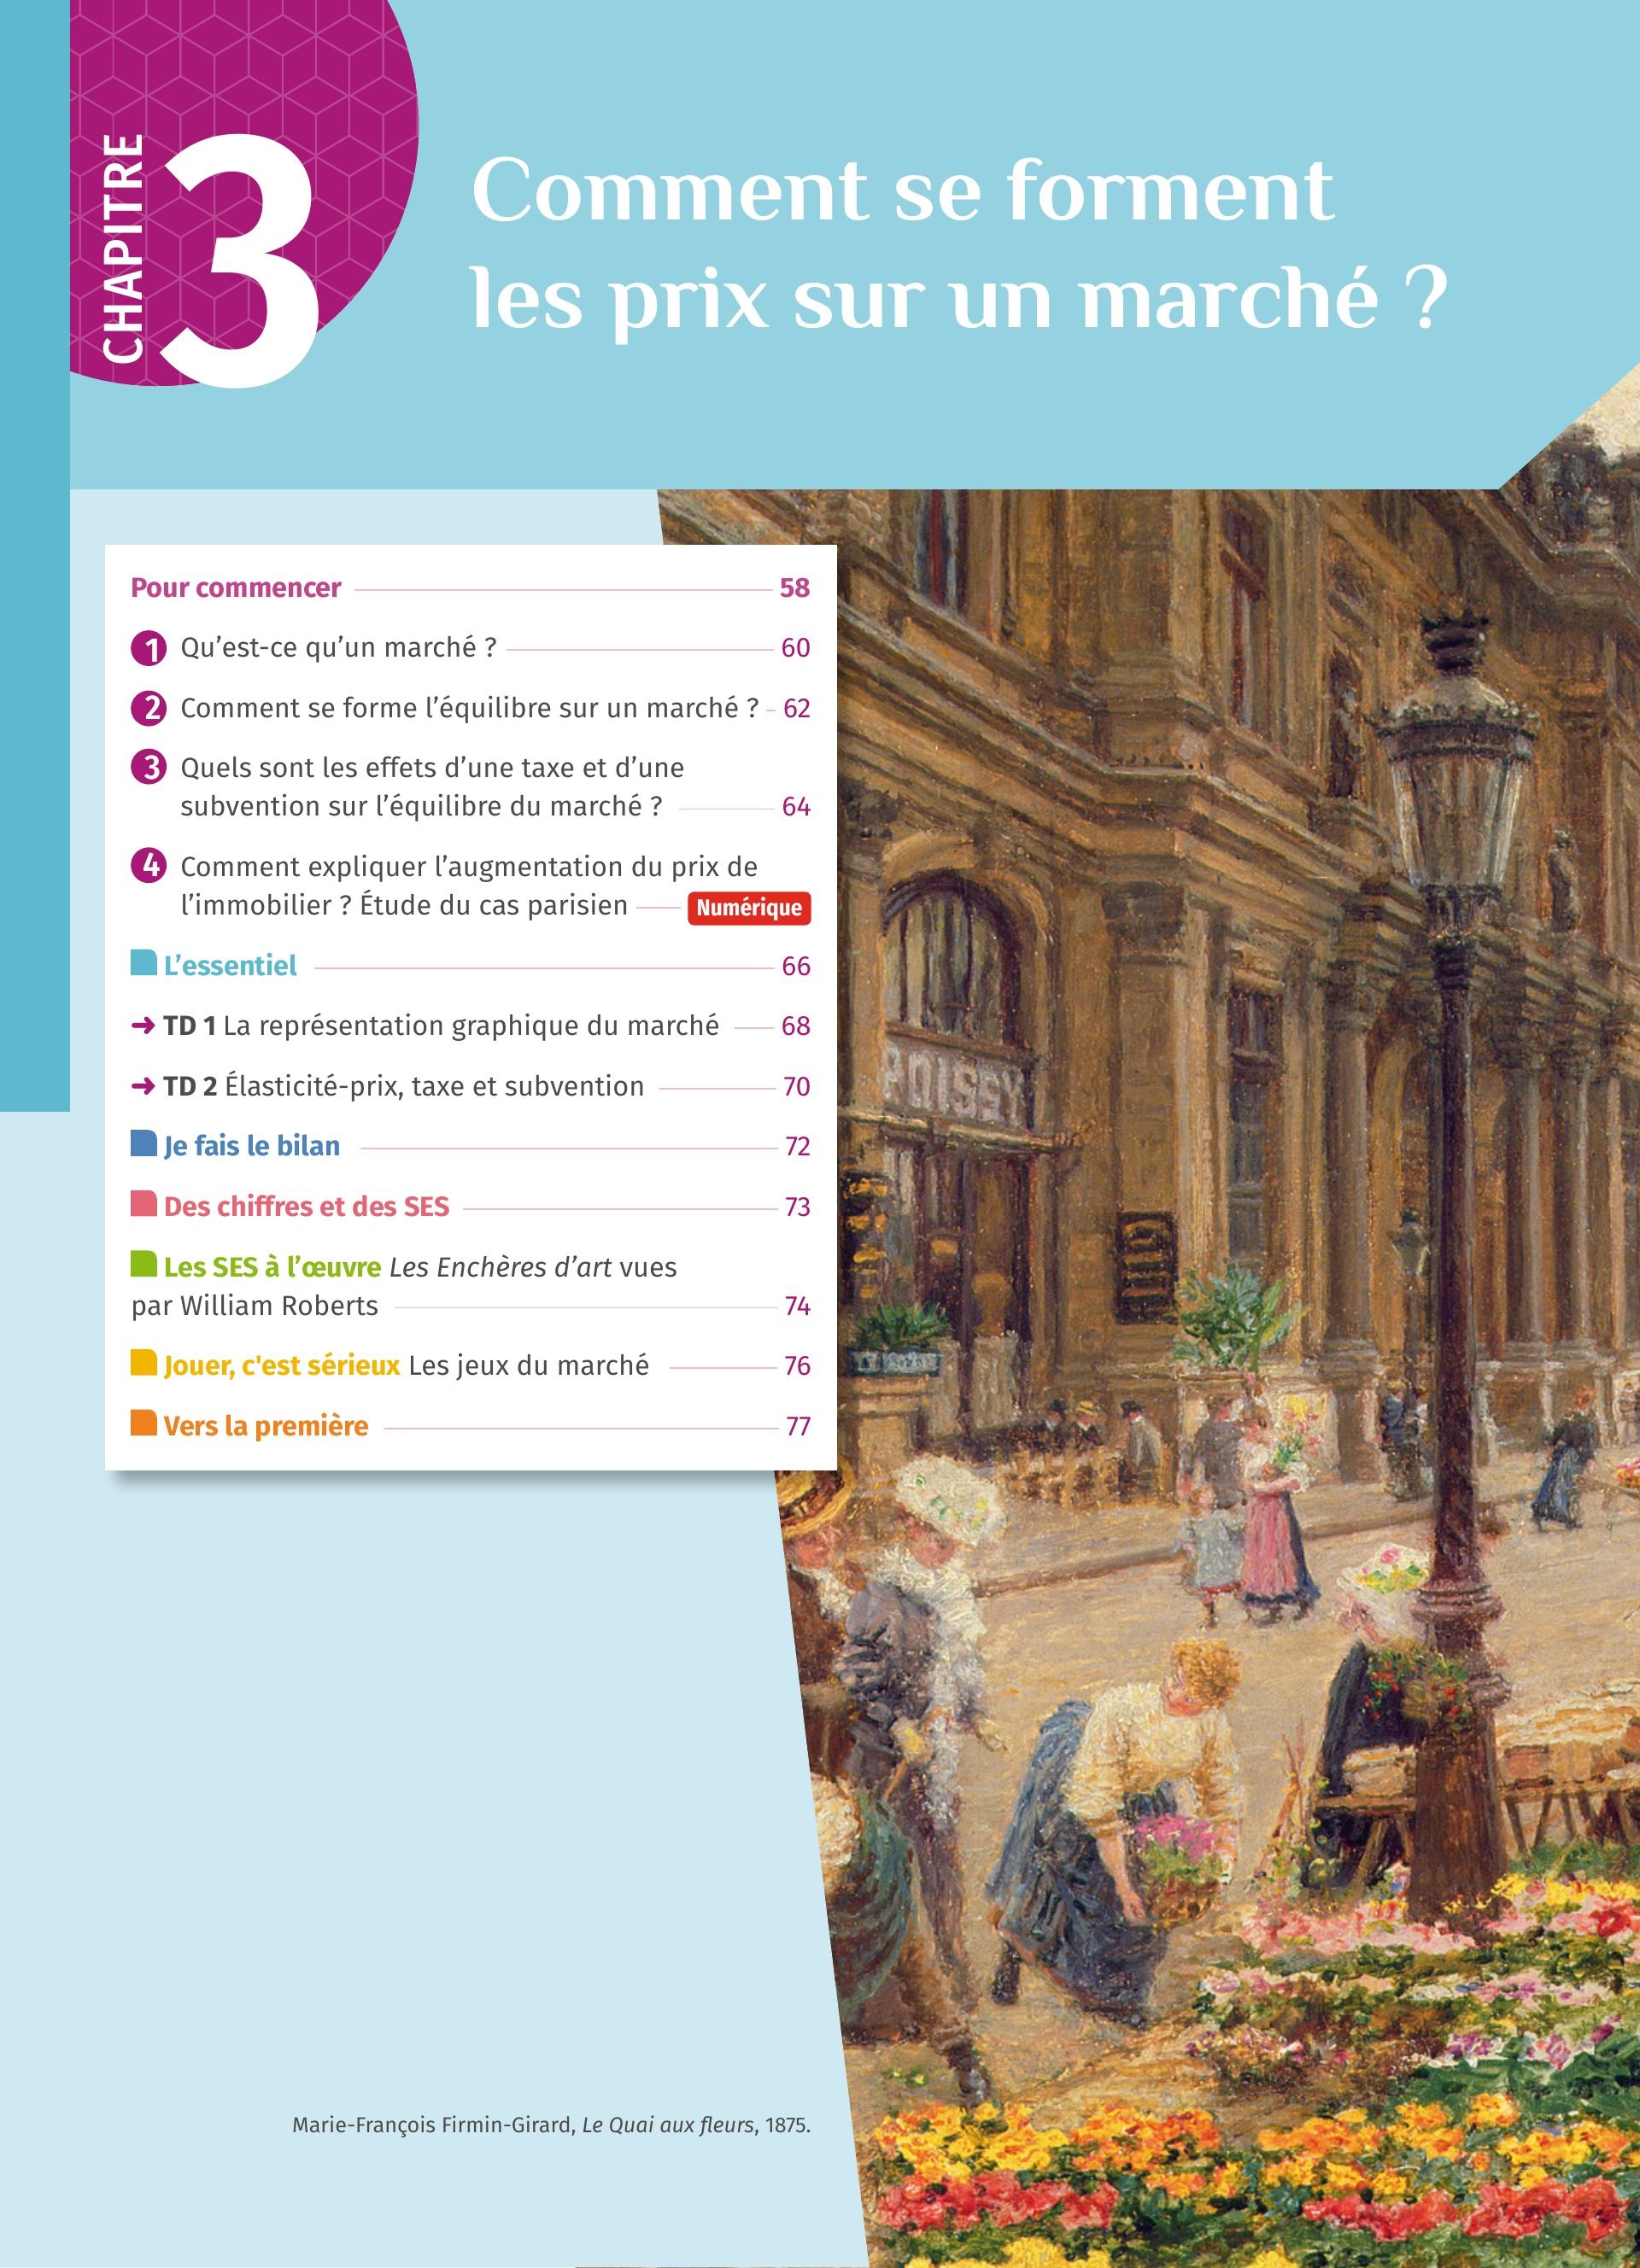 CHAPITRE
3
Comment se forment
les prix sur un marché ?
Pour commencer 58
1 Qu'est-ce qu'un marché ? 60
2 Comment se forme l'équilibre sur un marché ? 62
3 Quels sont les effets d'une taxe et d'une
subvention sur l'équilibre du marché ? 64
4 Comment expliquer l'augmentation du prix de
l'immobilier ? Étude du cas parisien Numérique
L'essentiel 66
➜ TD 1 La représentation graphique du marché 68
➜ TD 2 Élasticité-prix, taxe et subvention 70
Je fais le bilan 72
Des chiffres et des SES 73
Les SES à l'œuvre Les Enchères d'art vues
par William Roberts 74
Jouer, c'est sérieux Les jeux du marché 76
Vers la première 77
POISSY
Marie-François Firmin-Girard, Le Quai aux fleurs, 1875.